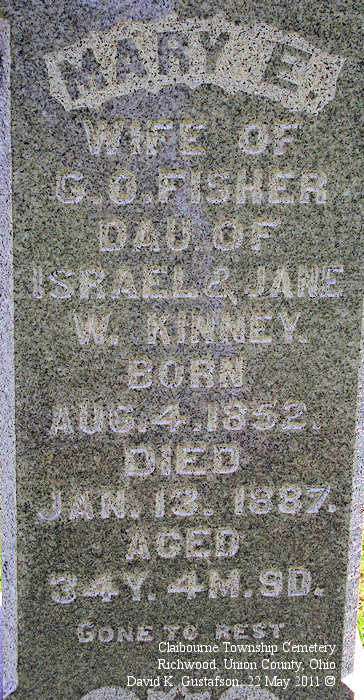 MARY E.
WIFE OF
G. O. FISHER
DAU OF
ISRAEL & JANE
W. KINNEY.
BORN
AUG. 4. 1852.
DIED
JAN. 13. 1887.
AGED
34Y. 4M. 9D.
GONE TO REST
Claibourne Township Cemetery
Richwood, Union County, Ohio
David K. Gustafson, 22 May 2011 ©